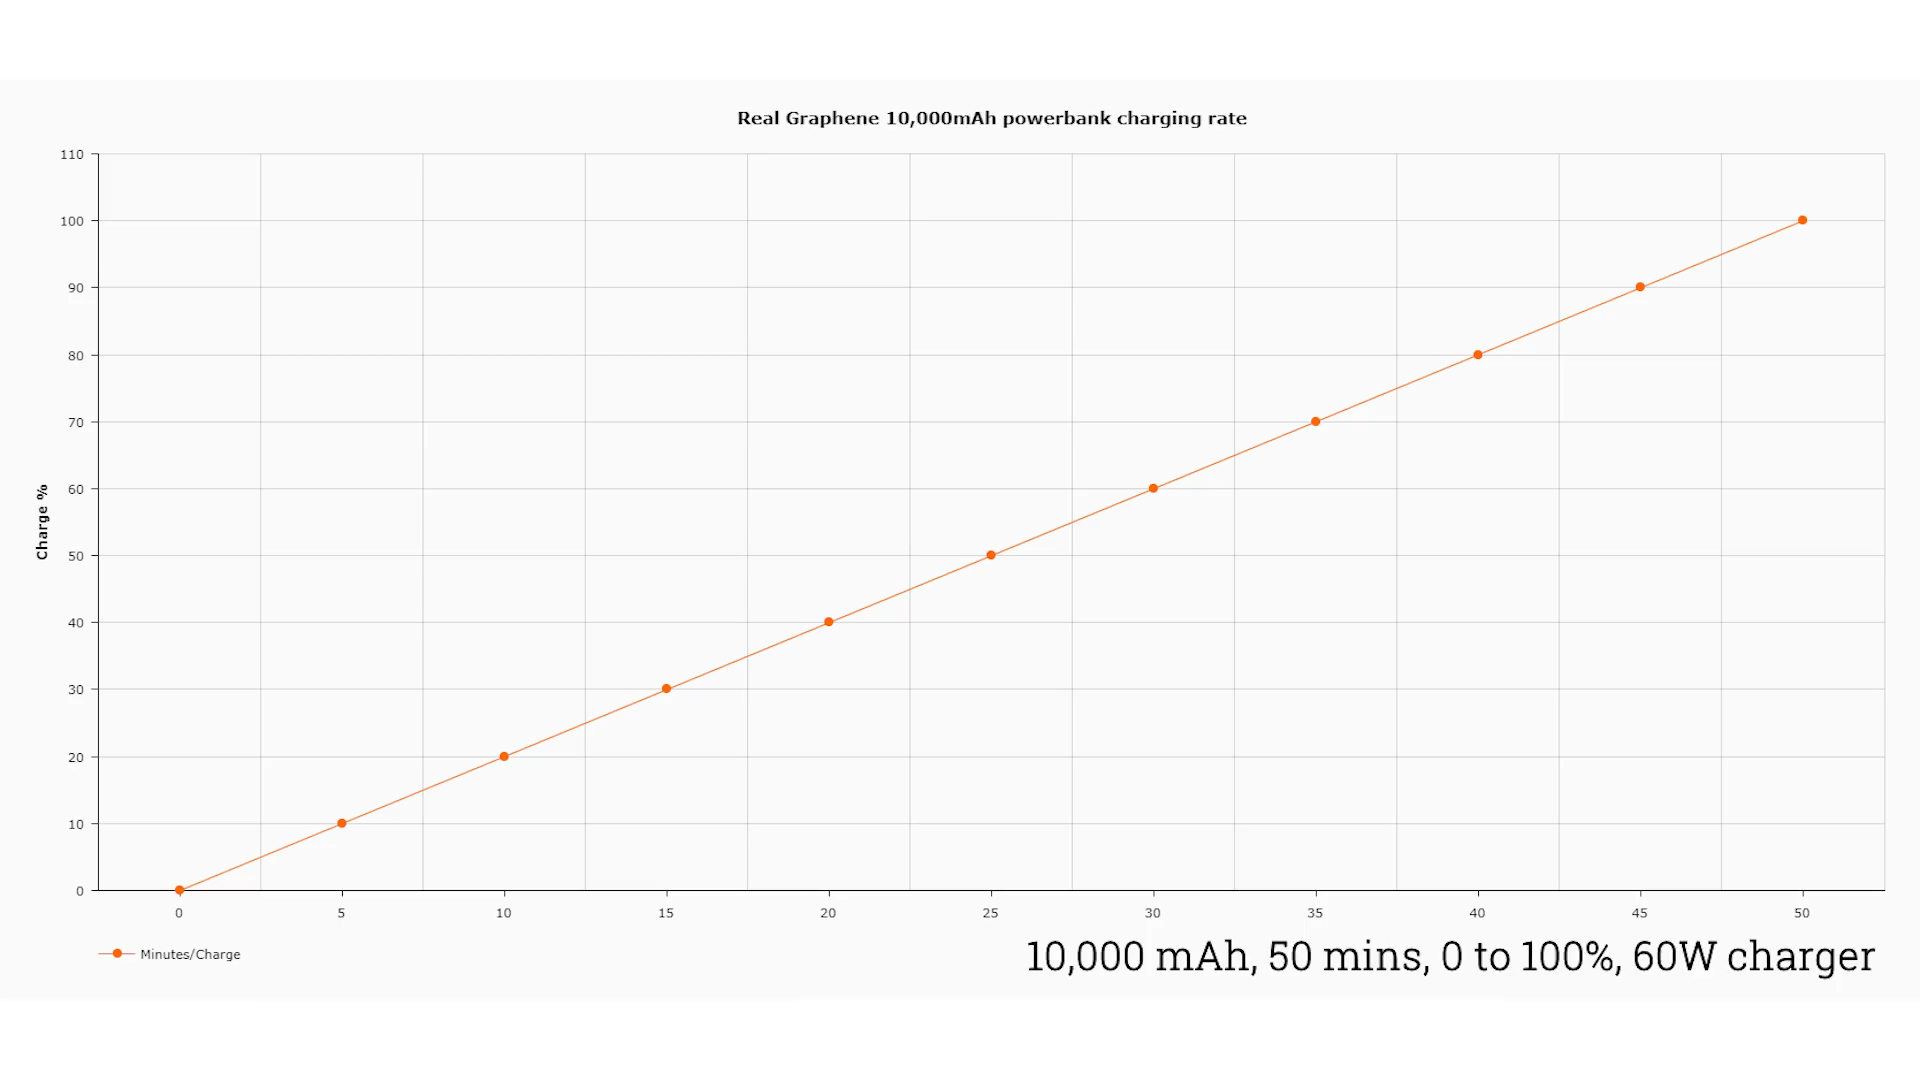 Real Graphene 10,000mAh powerbank charging rate
110
100
90
80
70
60
50
40
30
20
10
0
Charge %
0 5 10 15 20 25 30 35 40 45 50
Minutes/Charge
10,000 mAh, 50 mins, 0 to 100%, 60W charger